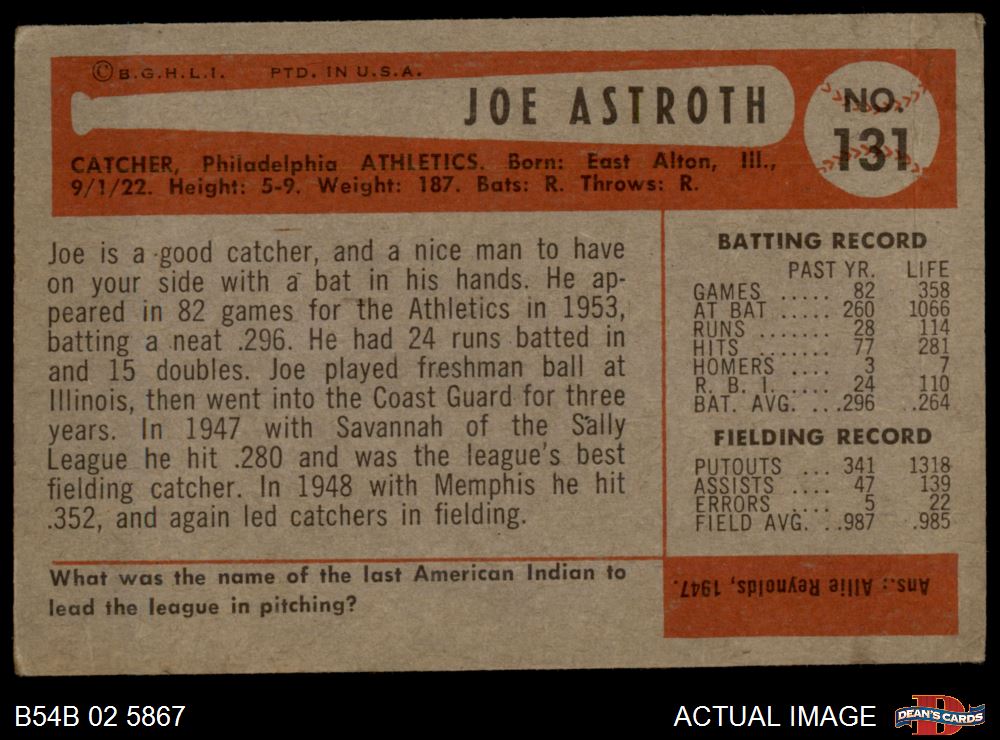 ©B.G.H.L.I. PTD. IN U.S.A.
JOE ASTROTH
NO.
131
CATCHER, Philadelphia ATHLETICS. Born: East Alton, Ill.,
9/1/22. Height: 5-9. Weight: 187. Bats: R. Throws: R.
Joe is a good catcher, and a nice man to have
on your side with a bat in his hands. He ap-
peared in 82 games for the Athletics in 1953,
batting a neat .296. He had 24 runs batted in
and 15 doubles. Joe played freshman ball at
Illinois, then went into the Coast Guard for three
years. In 1947 with Savannah of the Sally
League he hit .280 and was the league's best
fielding catcher. In 1948 with Memphis he hit
.352, and again led catchers in fielding.
BATTING RECORD
PAST YR. LIFE
GAMES ..... 82 358
AT BAT ..... 260 1066
RUNS ....... 28 114
HITS ........ 77 281
HOMERS .... 3 7
R. B. I. ..... 24 110
BAT. AVG. ...296 .264
FIELDING RECORD
PUTOUTS ... 341 1318
ASSISTS .... 47 139
ERRORS .... 5 22
FIELD AVG. ..987 .985
What was the name of the last American Indian to
lead the league in pitching?
Ans.: Allie Reynolds, 1947.
B54B 02 5867
ACTUAL IMAGE
D
DEAN'S CARDS